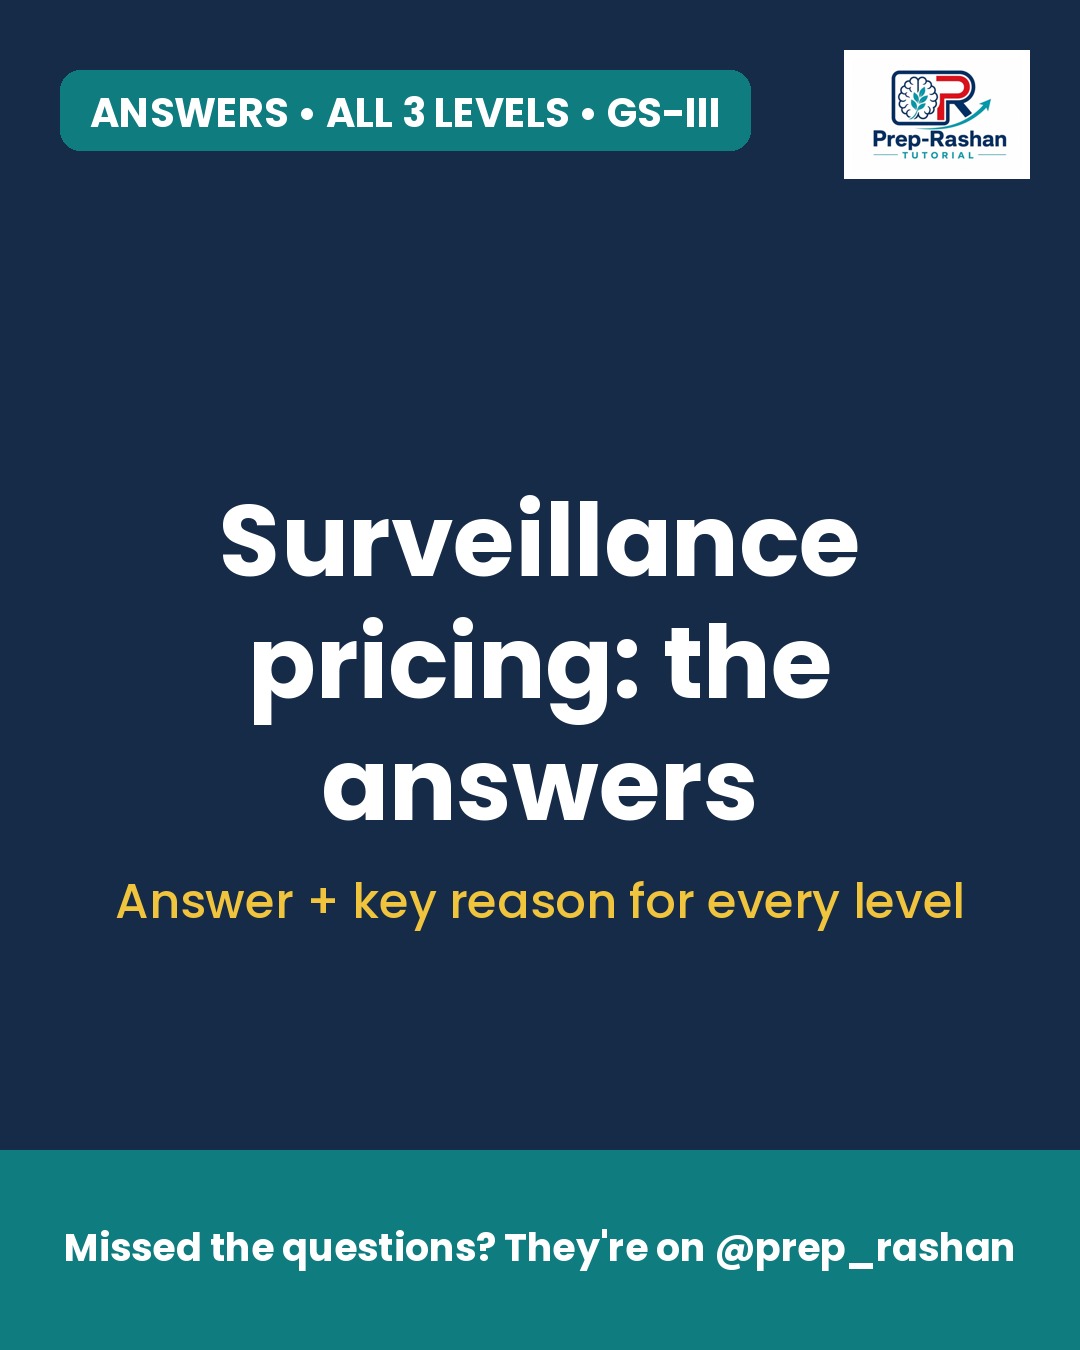 ANSWERS • ALL 3 LEVELS • GS-III
Prep-Rashan
TUTORIAL
Surveillance
pricing: the
answers
Answer + key reason for every level
Missed the questions? They're on @prep_rashan